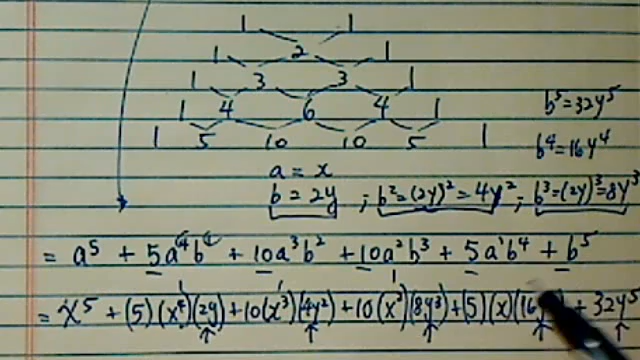 1 1
1 2 1
1 3 3 1
1 4 6 4 1 b⁵=32y⁵
1 5 10 10 5 1 b⁴=16y⁴
a = x
b = 2y ; b²=(2y)²=4y² ; b³=(2y)³=8y³
= a⁵ + 5a⁴b + 10a³b² + 10a²b³ + 5a¹b⁴ + b⁵
= x⁵ + (5)(x⁴)(2y) + 10(x³)(4y²) + 10(x²)(8y³) + (5)(x)(16 + 32y⁵